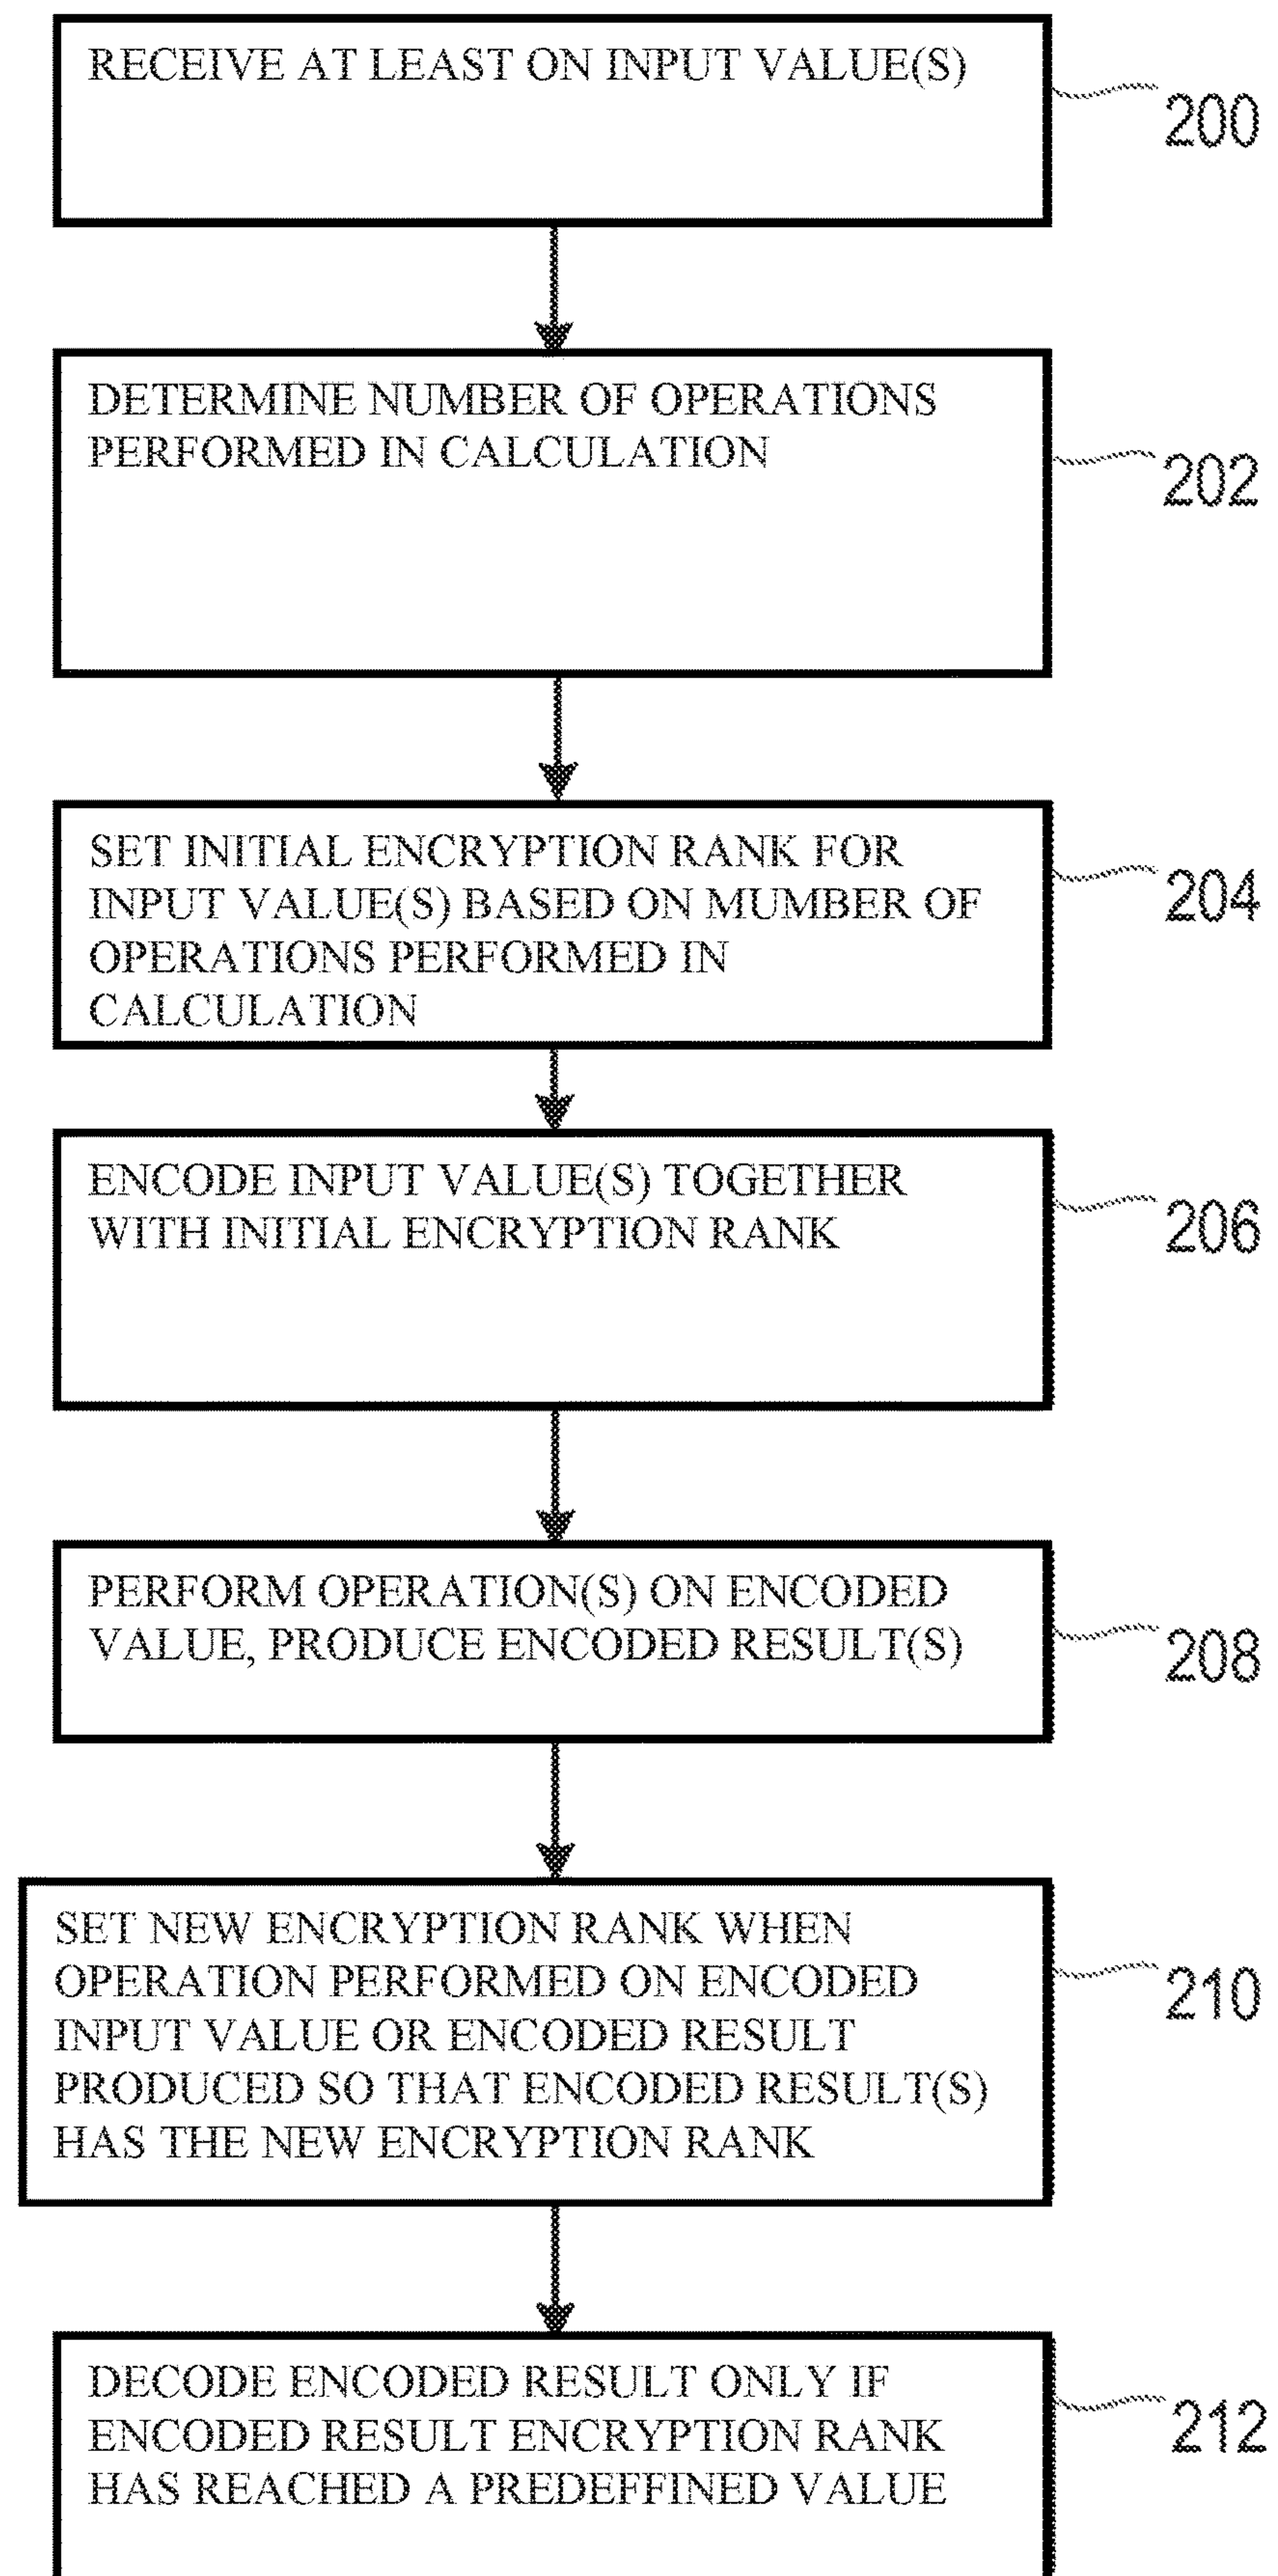 RECEIVE AT LEAST ON INPUT VALUE(S)
200
DETERMINE NUMBER OF OPERATIONS
PERFORMED IN CALCULATION
202
SET INITIAL ENCRYPTION RANK FOR
INPUT VALUE(S) BASED ON MUMBER OF
OPERATIONS PERFORMED IN
CALCULATION
204
ENCODE INPUT VALUE(S) TOGETHER
WITH INITIAL ENCRYPTION RANK
206
PERFORM OPERATION(S) ON ENCODED
VALUE, PRODUCE ENCODED RESULT(S)
208
SET NEW ENCRYPTION RANK WHEN
OPERATION PERFORMED ON ENCODED
INPUT VALUE OR ENCODED RESULT
PRODUCED SO THAT ENCODED RESULT(S)
HAS THE NEW ENCRYPTION RANK
210
DECODE ENCODED RESULT ONLY IF
ENCODED RESULT ENCRYPTION RANK
HAS REACHED A PREDEFFINED VALUE
212